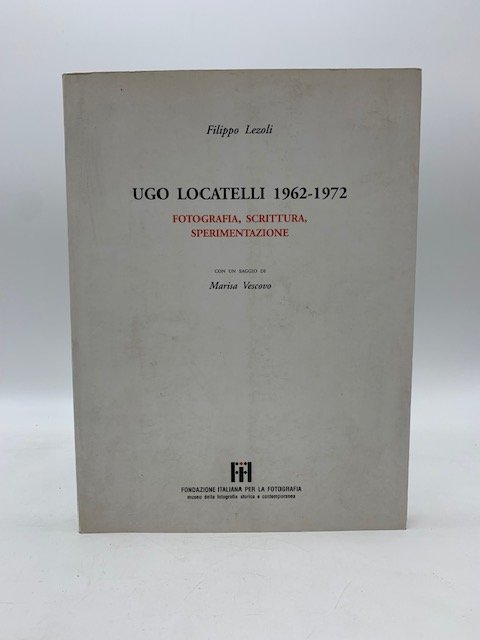 Filippo Lezoli
UGO LOCATELLI 1962-1972
FOTOGRAFIA, SCRITTURA,
SPERIMENTAZIONE
CON UN SAGGIO DI
Marisa Vescovo
FONDAZIONE ITALIANA PER LA FOTOGRAFIA
museo della fotografia storica e contemporanea